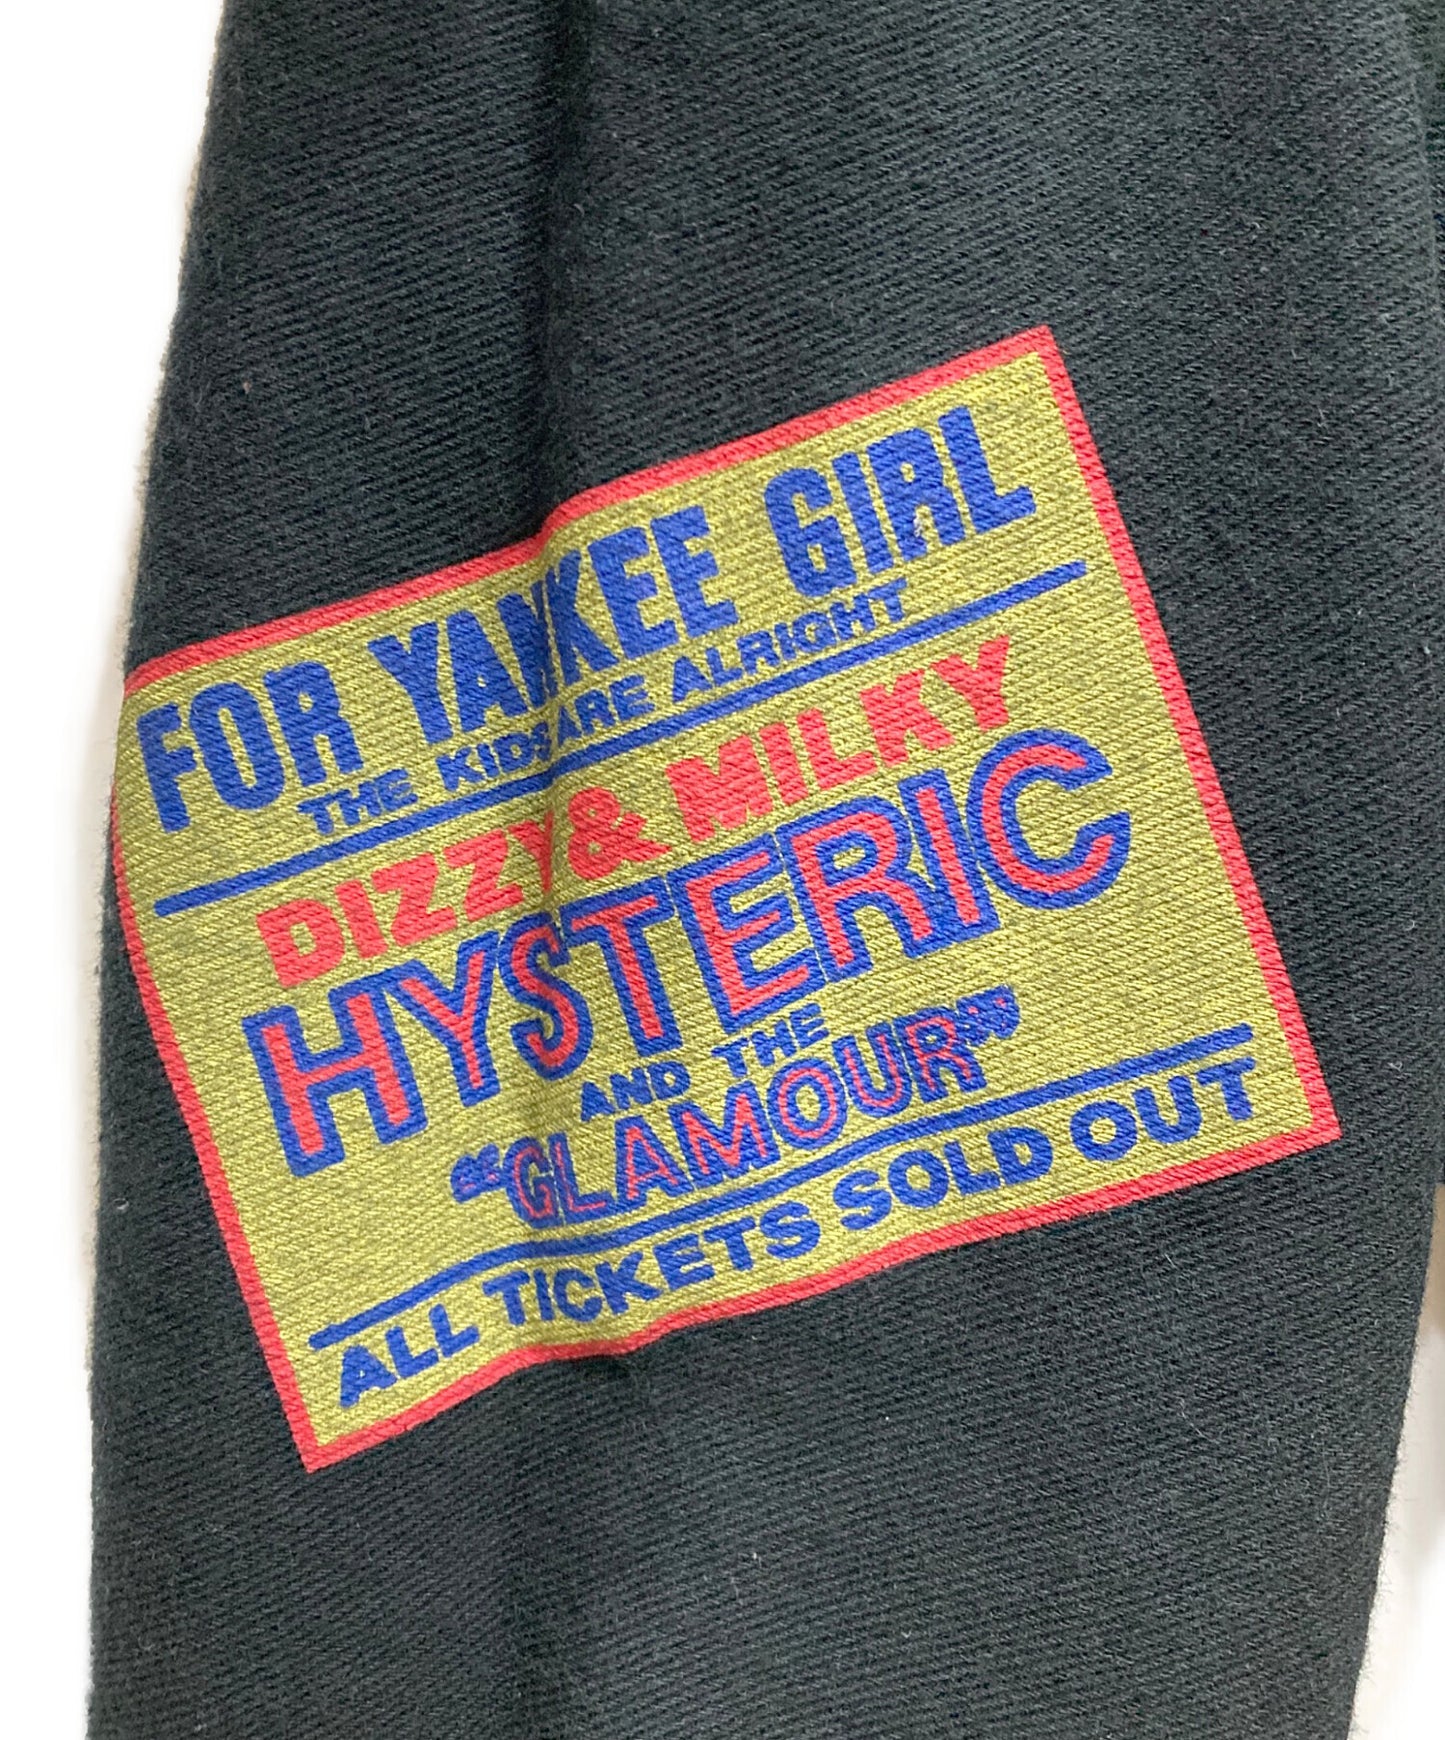 FOR YANKEE GIRL
THE KIDS ARE ALRIGHT
DIZZY & MILKY
HYSTERIC
AND THE
“GLAMOUR”
ALL TICKETS SOLD OUT